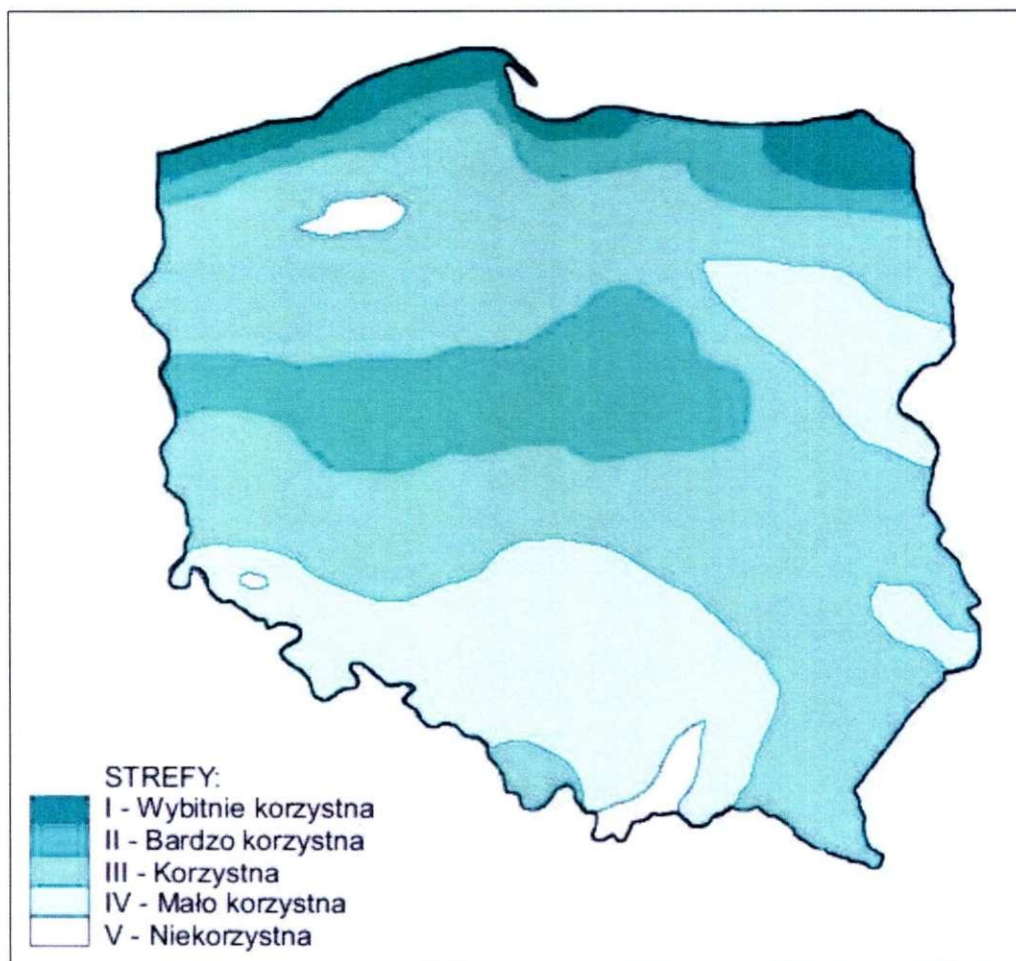 STREFY:
I - Wybitnie korzystna
II - Bardzo korzystna
III - Korzystna
IV - Mało korzystna
V - Niekorzystna